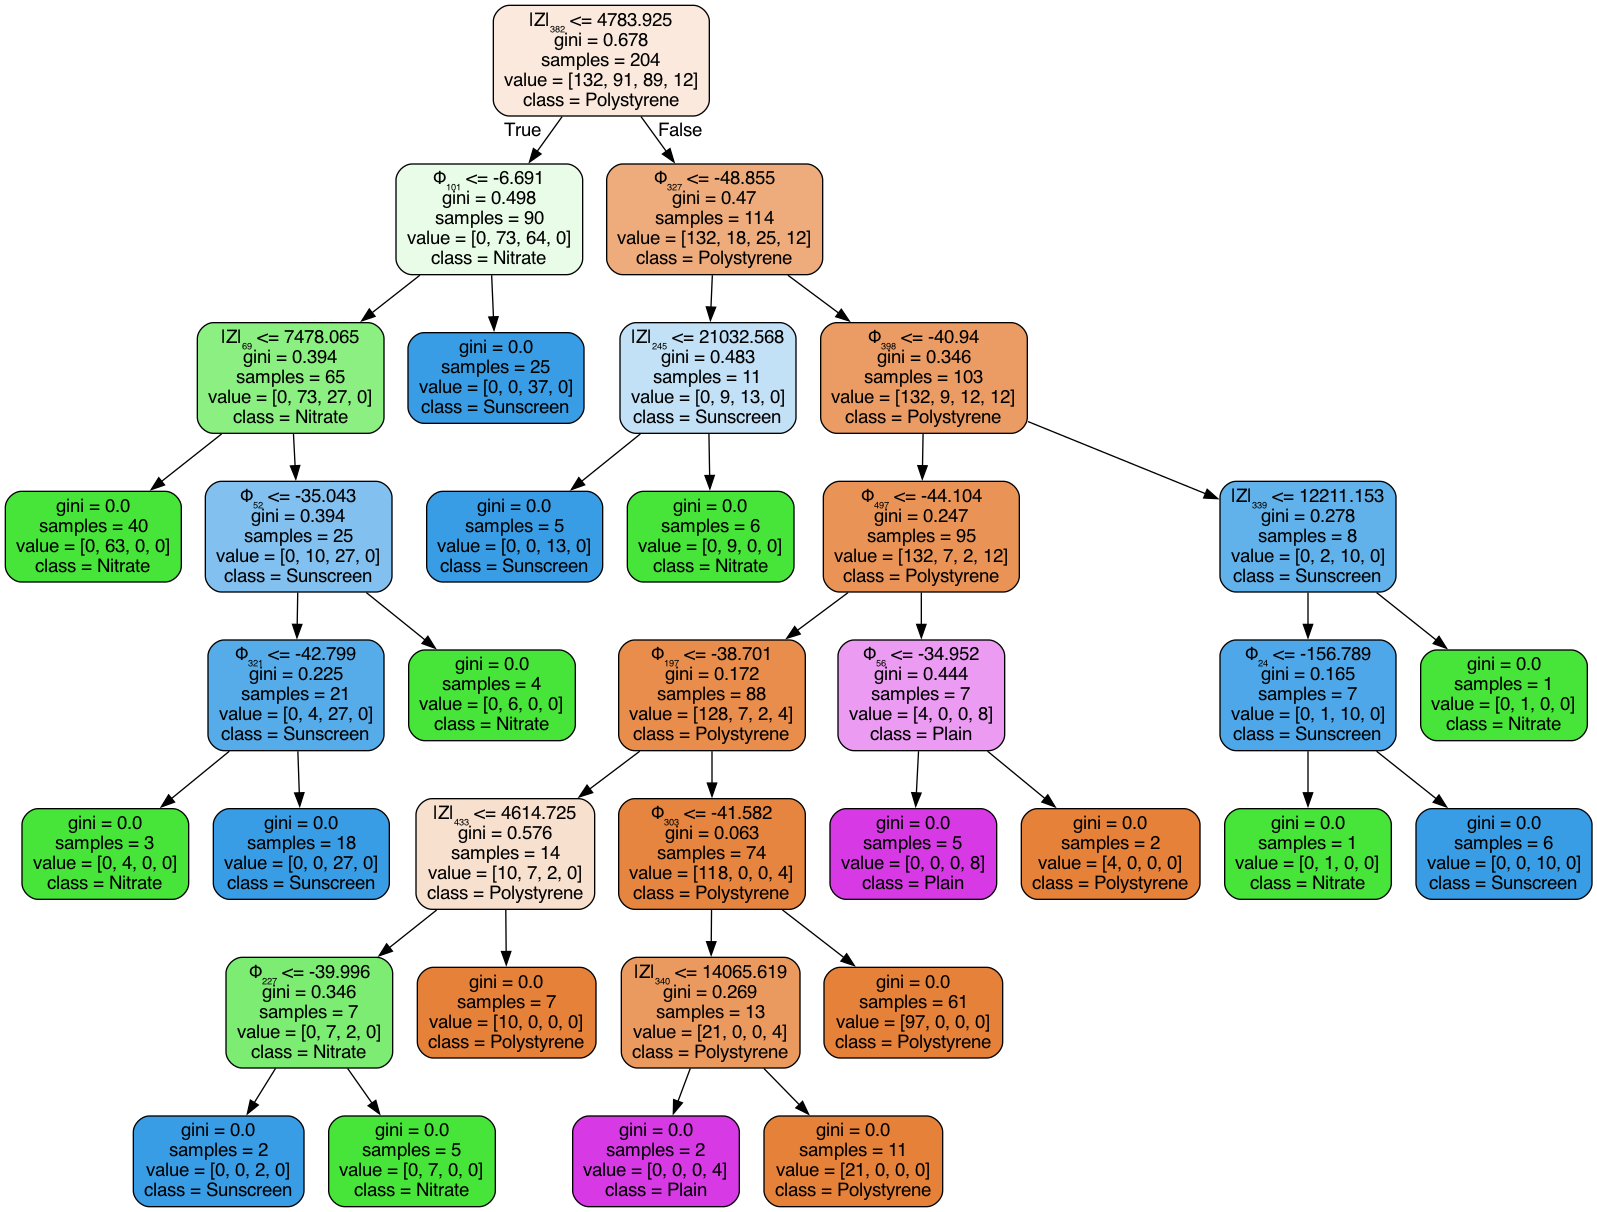 |Z|₃₈₂ <= 4783.925
gini = 0.678
samples = 204
value = [132, 91, 89, 12]
class = Polystyrene
True
False
Φ₁₀₁ <= -6.691
gini = 0.498
samples = 90
value = [0, 73, 64, 0]
class = Nitrate
Φ₃₂₇ <= -48.855
gini = 0.47
samples = 114
value = [132, 18, 25, 12]
class = Polystyrene
|Z|₆₉ <= 7478.065
gini = 0.394
samples = 65
value = [0, 73, 27, 0]
class = Nitrate
gini = 0.0
samples = 25
value = [0, 0, 37, 0]
class = Sunscreen
|Z|₂₄₅ <= 21032.568
gini = 0.483
samples = 11
value = [0, 9, 13, 0]
class = Sunscreen
Φ₃₉₈ <= -40.94
gini = 0.346
samples = 103
value = [132, 9, 12, 12]
class = Polystyrene
gini = 0.0
samples = 40
value = [0, 63, 0, 0]
class = Nitrate
Φ₅₂ <= -35.043
gini = 0.394
samples = 25
value = [0, 10, 27, 0]
class = Sunscreen
gini = 0.0
samples = 5
value = [0, 0, 13, 0]
class = Sunscreen
gini = 0.0
samples = 6
value = [0, 9, 0, 0]
class = Nitrate
Φ₄₉₇ <= -44.104
gini = 0.247
samples = 95
value = [132, 7, 2, 12]
class = Polystyrene
|Z|₃₃₉ <= 12211.153
gini = 0.278
samples = 8
value = [0, 2, 10, 0]
class = Sunscreen
Φ₃₂₁ <= -42.799
gini = 0.225
samples = 21
value = [0, 4, 27, 0]
class = Sunscreen
gini = 0.0
samples = 4
value = [0, 6, 0, 0]
class = Nitrate
Φ₁₉₇ <= -38.701
gini = 0.172
samples = 88
value = [128, 7, 2, 4]
class = Polystyrene
Φ₅₆ <= -34.952
gini = 0.444
samples = 7
value = [4, 0, 0, 8]
class = Plain
Φ₂₄ <= -156.789
gini = 0.165
samples = 7
value = [0, 1, 10, 0]
class = Sunscreen
gini = 0.0
samples = 1
value = [0, 1, 0, 0]
class = Nitrate
gini = 0.0
samples = 3
value = [0, 4, 0, 0]
class = Nitrate
gini = 0.0
samples = 18
value = [0, 0, 27, 0]
class = Sunscreen
|Z|₄₃₃ <= 4614.725
gini = 0.576
samples = 14
value = [10, 7, 2, 0]
class = Polystyrene
Φ₃₀₃ <= -41.582
gini = 0.063
samples = 74
value = [118, 0, 0, 4]
class = Polystyrene
gini = 0.0
samples = 5
value = [0, 0, 0, 8]
class = Plain
gini = 0.0
samples = 2
value = [4, 0, 0, 0]
class = Polystyrene
gini = 0.0
samples = 1
value = [0, 1, 0, 0]
class = Nitrate
gini = 0.0
samples = 6
value = [0, 0, 10, 0]
class = Sunscreen
Φ₂₂₇ <= -39.996
gini = 0.346
samples = 7
value = [0, 7, 2, 0]
class = Nitrate
gini = 0.0
samples = 7
value = [10, 0, 0, 0]
class = Polystyrene
|Z|₃₄₀ <= 14065.619
gini = 0.269
samples = 13
value = [21, 0, 0, 4]
class = Polystyrene
gini = 0.0
samples = 61
value = [97, 0, 0, 0]
class = Polystyrene
gini = 0.0
samples = 2
value = [0, 0, 2, 0]
class = Sunscreen
gini = 0.0
samples = 5
value = [0, 7, 0, 0]
class = Nitrate
gini = 0.0
samples = 2
value = [0, 0, 0, 4]
class = Plain
gini = 0.0
samples = 11
value = [21, 0, 0, 0]
class = Polystyrene